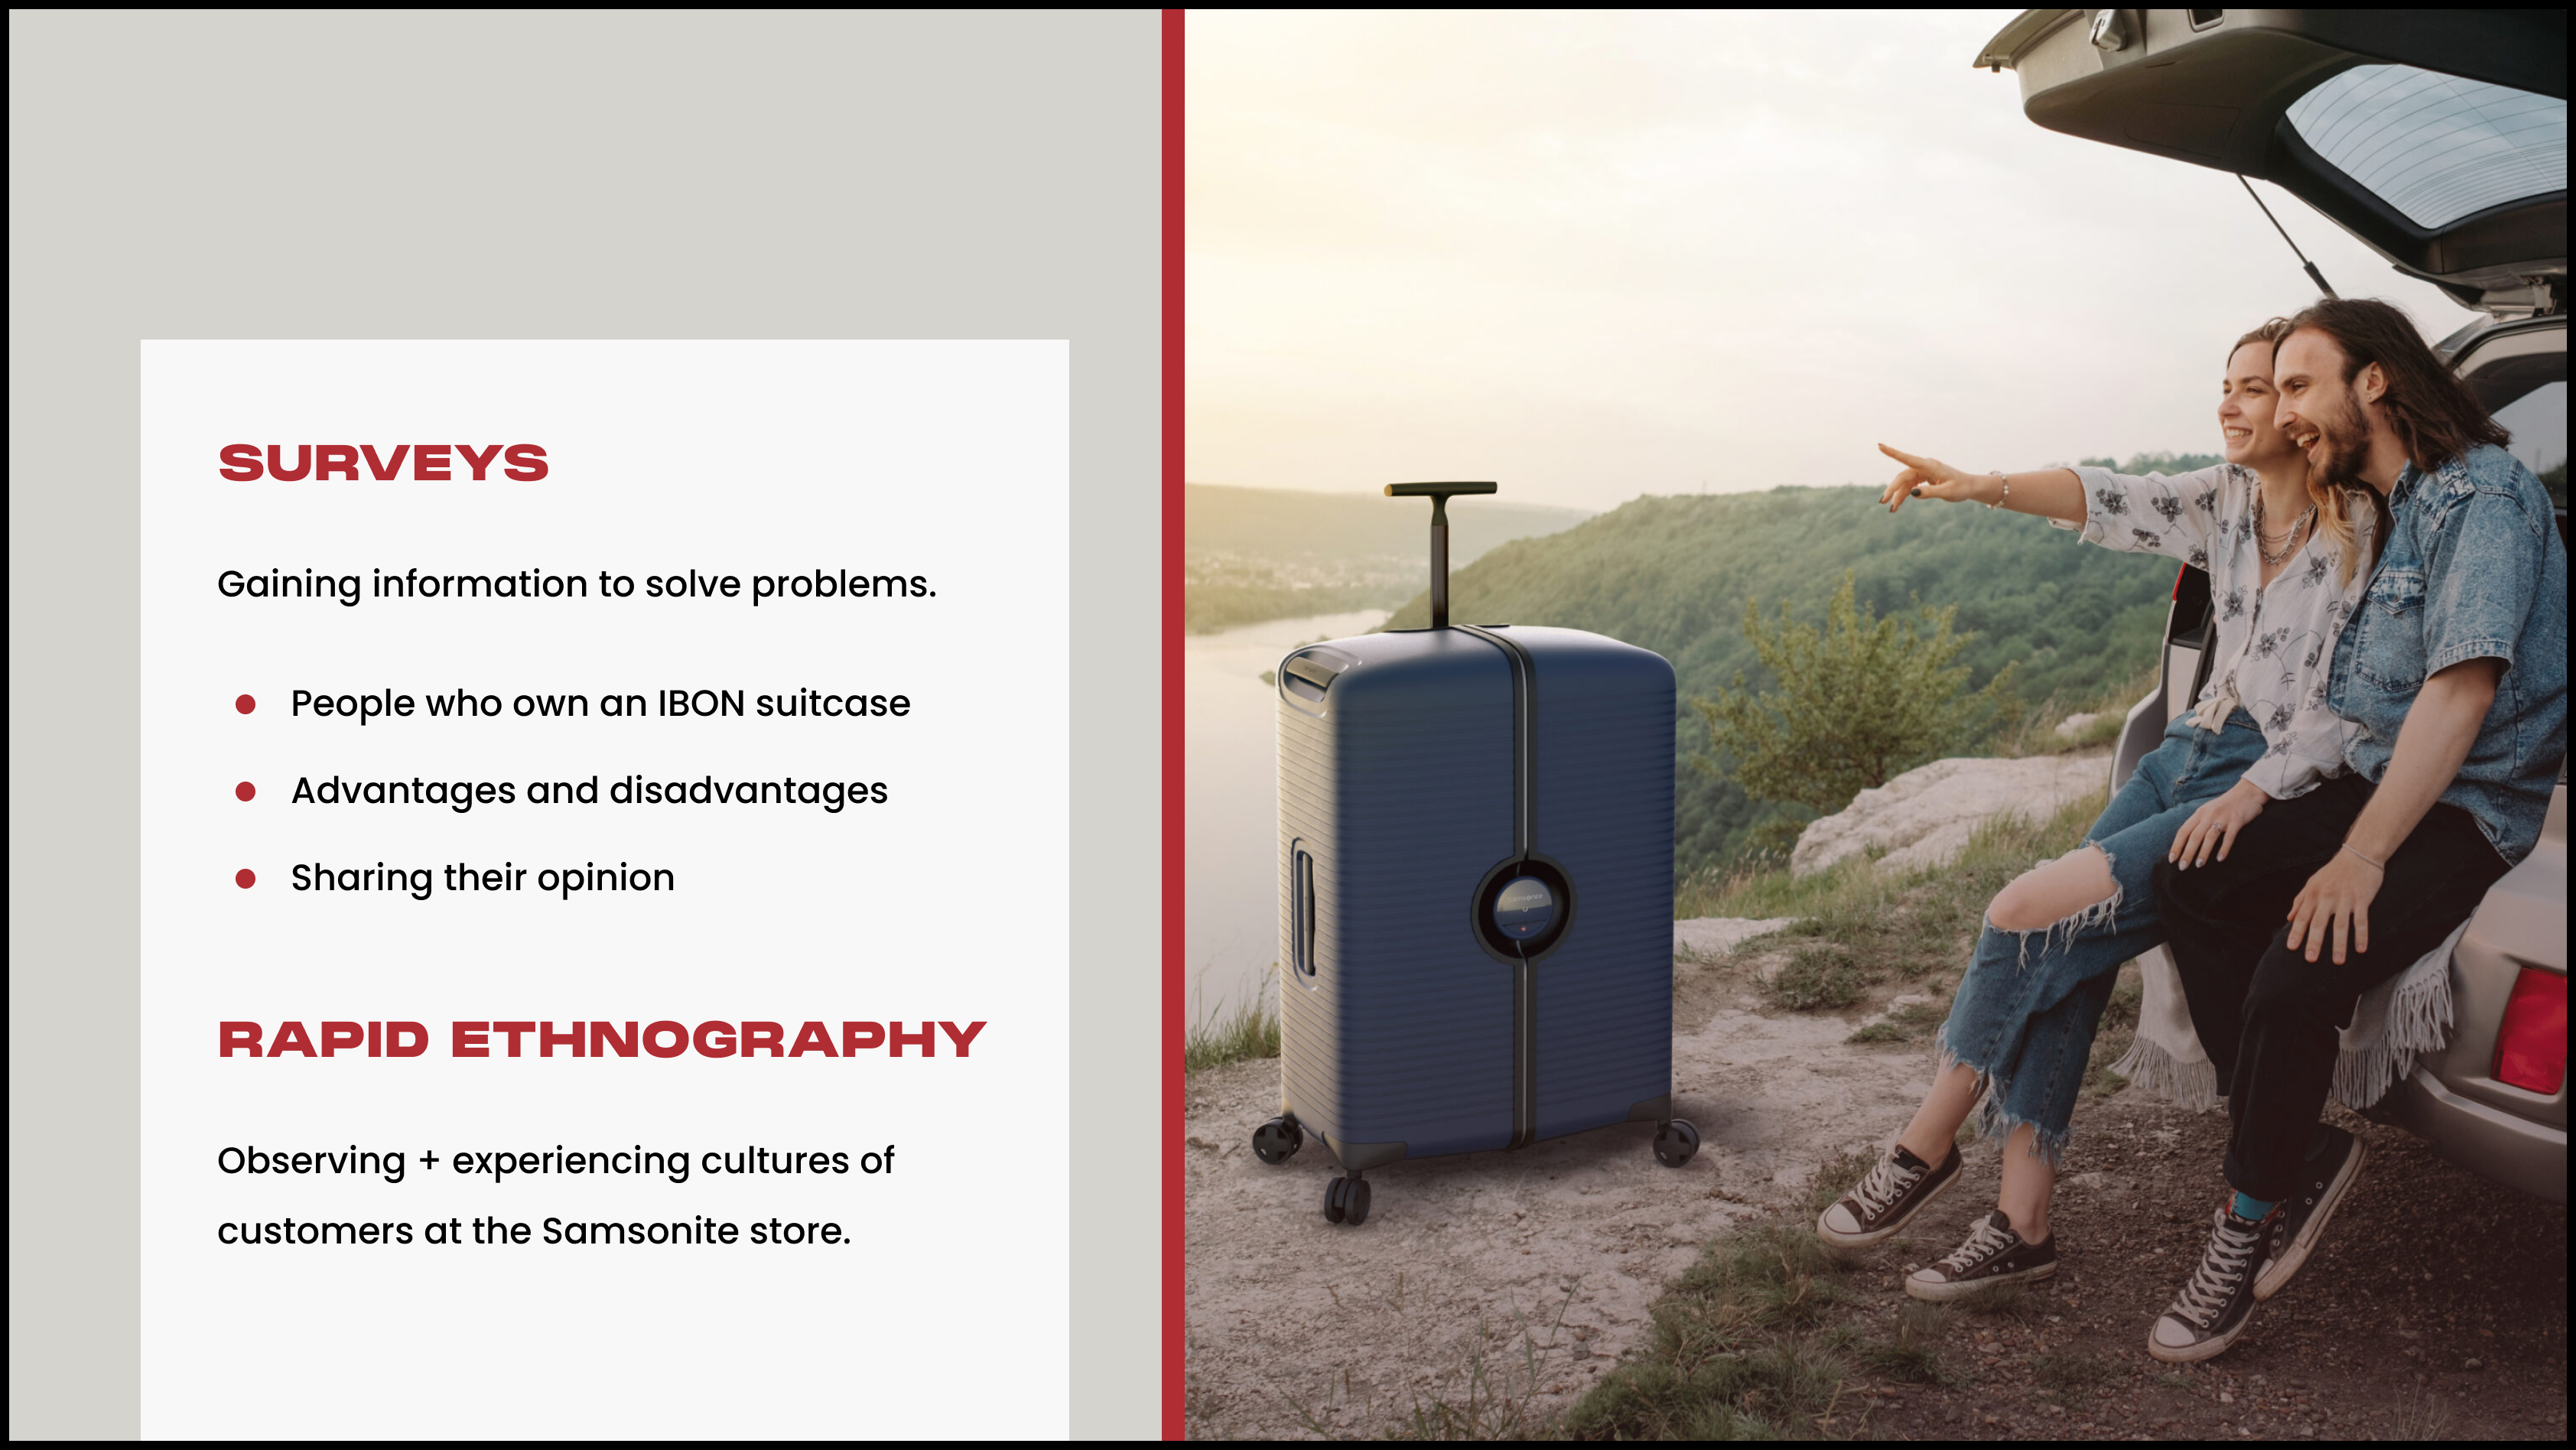 SURVEYS
Gaining information to solve problems.
People who own an IBON suitcase
Advantages and disadvantages
Sharing their opinion
RAPID ETHNOGRAPHY
Observing + experiencing cultures of
customers at the Samsonite store.
Samsonite